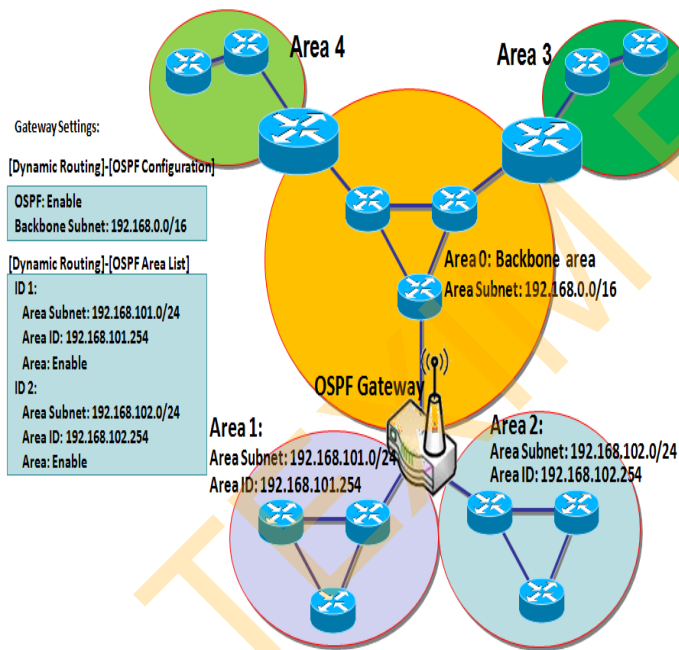 Area 4
Area 3
Gateway Settings:
[Dynamic Routing]-[OSPF Configuration]
OSPF: Enable
Backbone Subnet: 192.168.0.0/16
[Dynamic Routing]-[OSPF Area List]
ID 1:
Area Subnet: 192.168.101.0/24
Area ID: 192.168.101.254
Area: Enable
ID 2:
Area Subnet: 192.168.102.0/24
Area ID: 192.168.102.254
Area: Enable
Area 0: Backbone area
Area Subnet: 192.168.0.0/16
OSPF Gateway
Area 1:
Area Subnet: 192.168.101.0/24
Area ID: 192.168.101.254
Area 2:
Area Subnet: 192.168.102.0/24
Area ID: 192.168.102.254